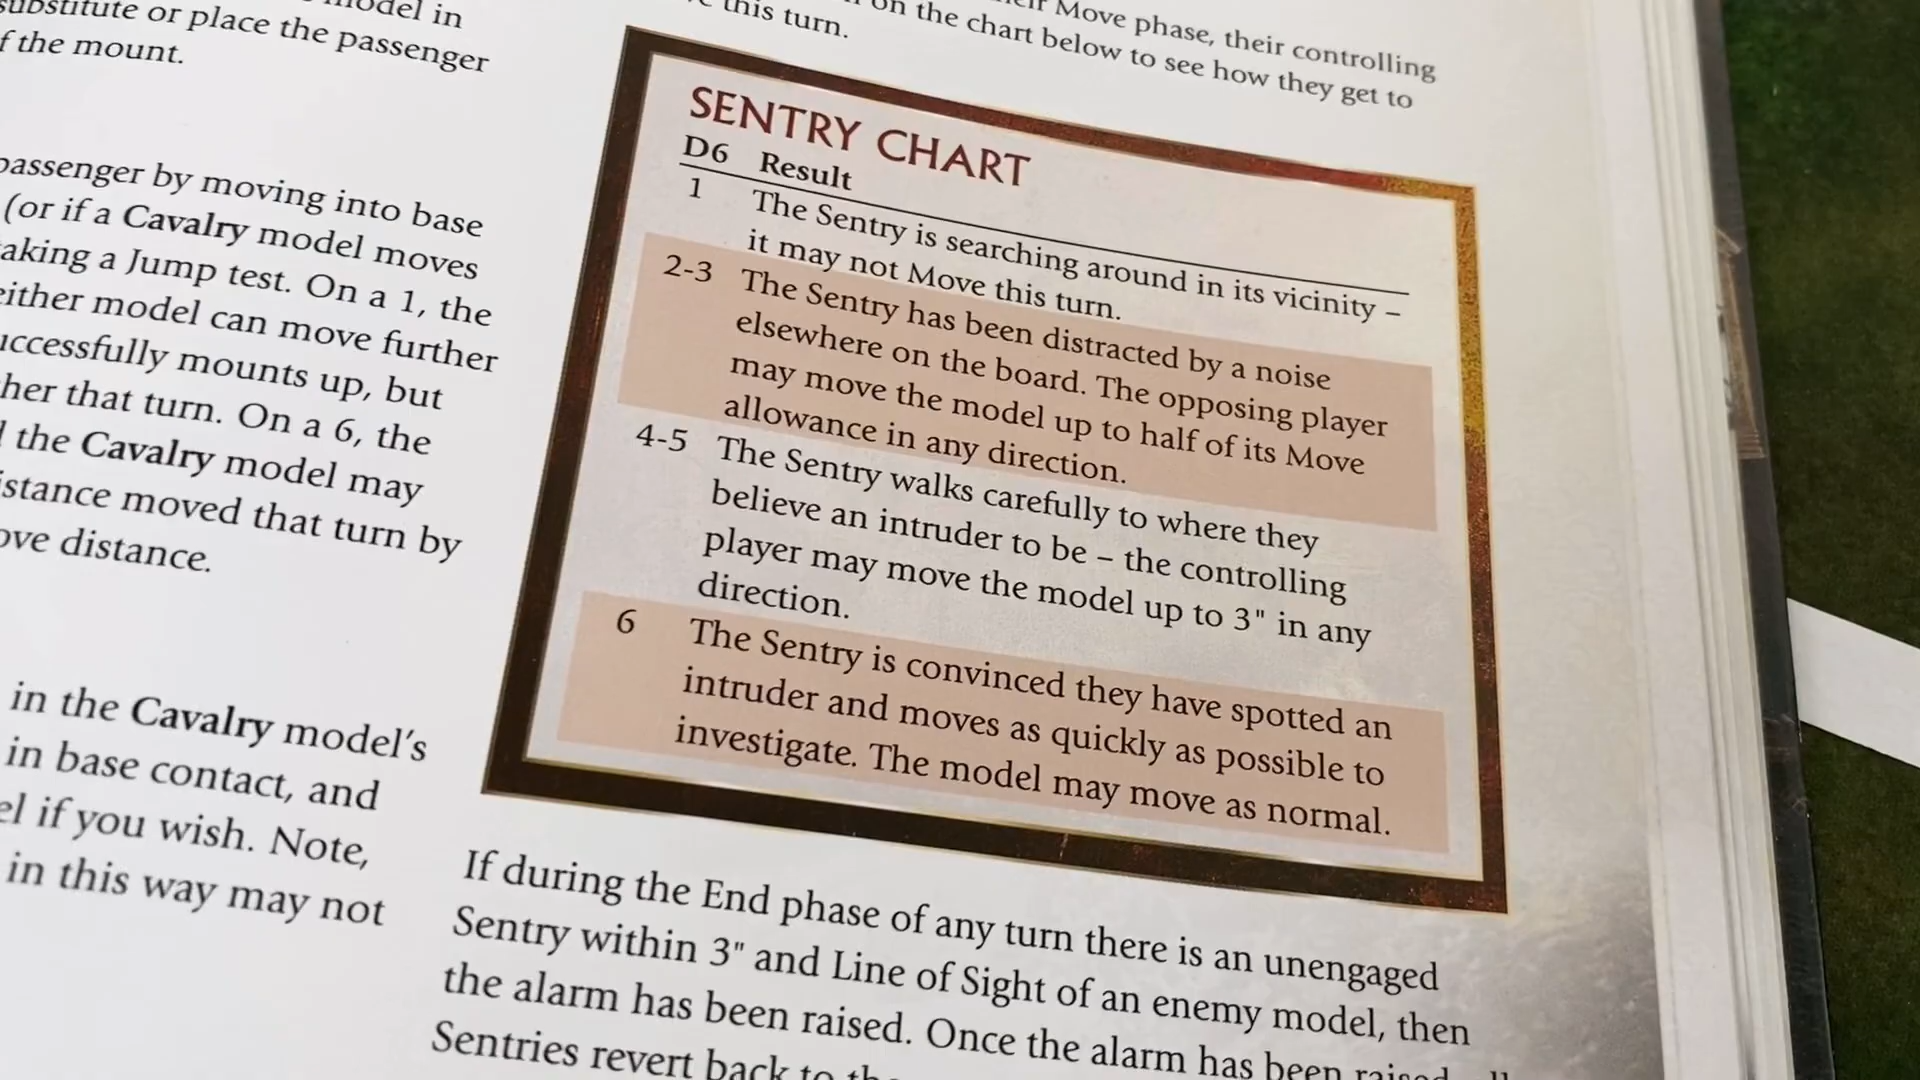 model in
substitute or place the passenger
of the mount.
passenger by moving into base
(or if a Cavalry model moves
taking a Jump test. On a 1, the
either model can move further
successfully mounts up, but
that turn. On a 6, the
the Cavalry model may
distance moved that turn by
distance.
in the Cavalry model's
in base contact, and
if you wish. Note,
in this way may not
their Move phase, their controlling
on the chart below to see how they get to
this turn.
SENTRY CHART
D6 Result
1 The Sentry is searching around in its vicinity –
it may not Move this turn.
2-3 The Sentry has been distracted by a noise
elsewhere on the board. The opposing player
may move the model up to half of its Move
allowance in any direction.
4-5 The Sentry walks carefully to where they
believe an intruder to be – the controlling
player may move the model up to 3" in any
direction.
6 The Sentry is convinced they have spotted an
intruder and moves as quickly as possible to
investigate. The model may move as normal.
If during the End phase of any turn there is an unengaged
Sentry within 3" and Line of Sight of an enemy model, then
the alarm has been raised. Once the alarm has been raised
Sentries revert back to